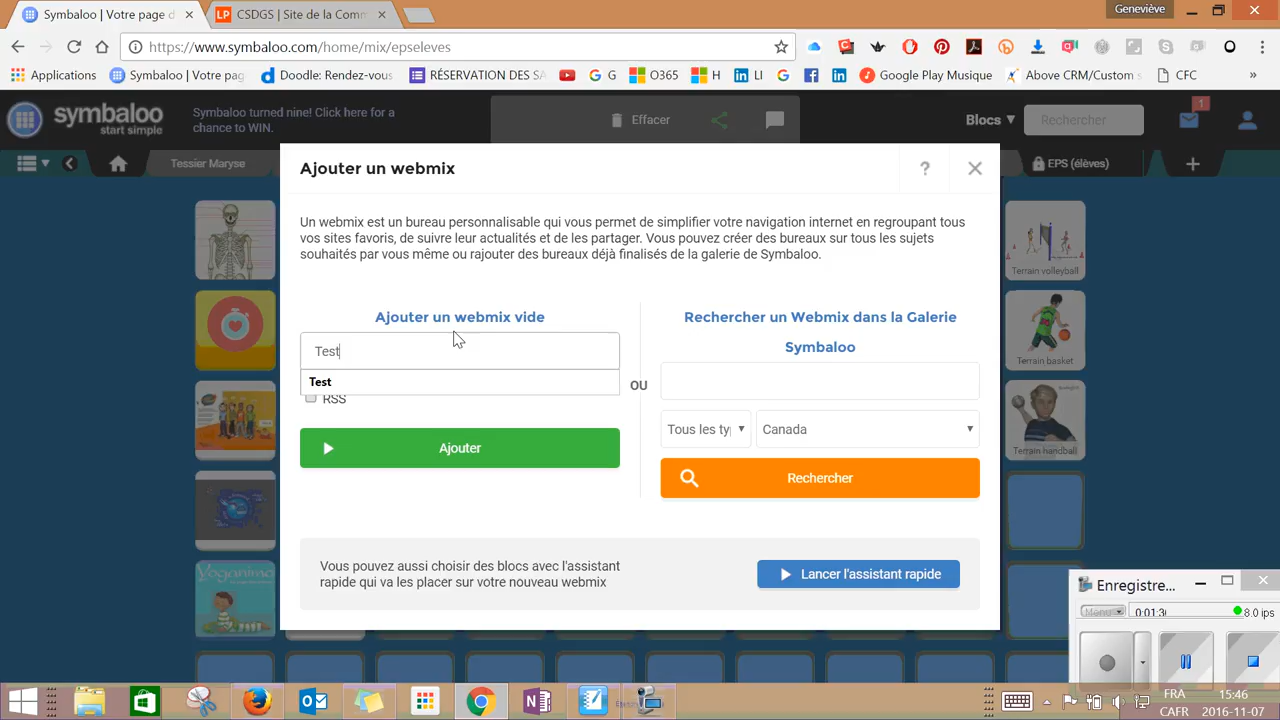 Symbaloo | Votre page d
CSDGS | Site de la Comm
Geneviève
https://www.symbaloo.com/home/mix/epseleves
Applications
Symbaloo | Votre pag
Doodle: Rendez-vous
RÉSERVATION DES SA
G
O365
H
LI
Google Play Musique
Above CRM/Custom s
CFC
»
symbaloo
start simple
Symbaloo turned nine! Click here for a
chance to WIN.
Effacer
Blocs
Rechercher
1
Tessier Maryse
EPS (élèves)
Ajouter un webmix
?
Un webmix est un bureau personnalisable qui vous permet de simplifier votre navigation internet en regroupant tous
vos sites favoris, de suivre leur actualités et de les partager. Vous pouvez créer des bureaux sur tous les sujets
souhaités par vous même ou rajouter des bureaux déjà finalisés de la galerie de Symbaloo.
Ajouter un webmix vide
Test
Test
RSS
Ajouter
OU
Rechercher un Webmix dans la Galerie
Symbaloo
Tous les ty
Canada
Rechercher
Vous pouvez aussi choisir des blocs avec l'assistant
rapide qui va les placer sur votre nouveau webmix
Lancer l'assistant rapide
Terrain volleyball
Terrain basket
Terrain handball
Yoganimo
Enregistre...
Menu
0:01:3
8.0 ips
FRA
CAFR
15:46
2016-11-07